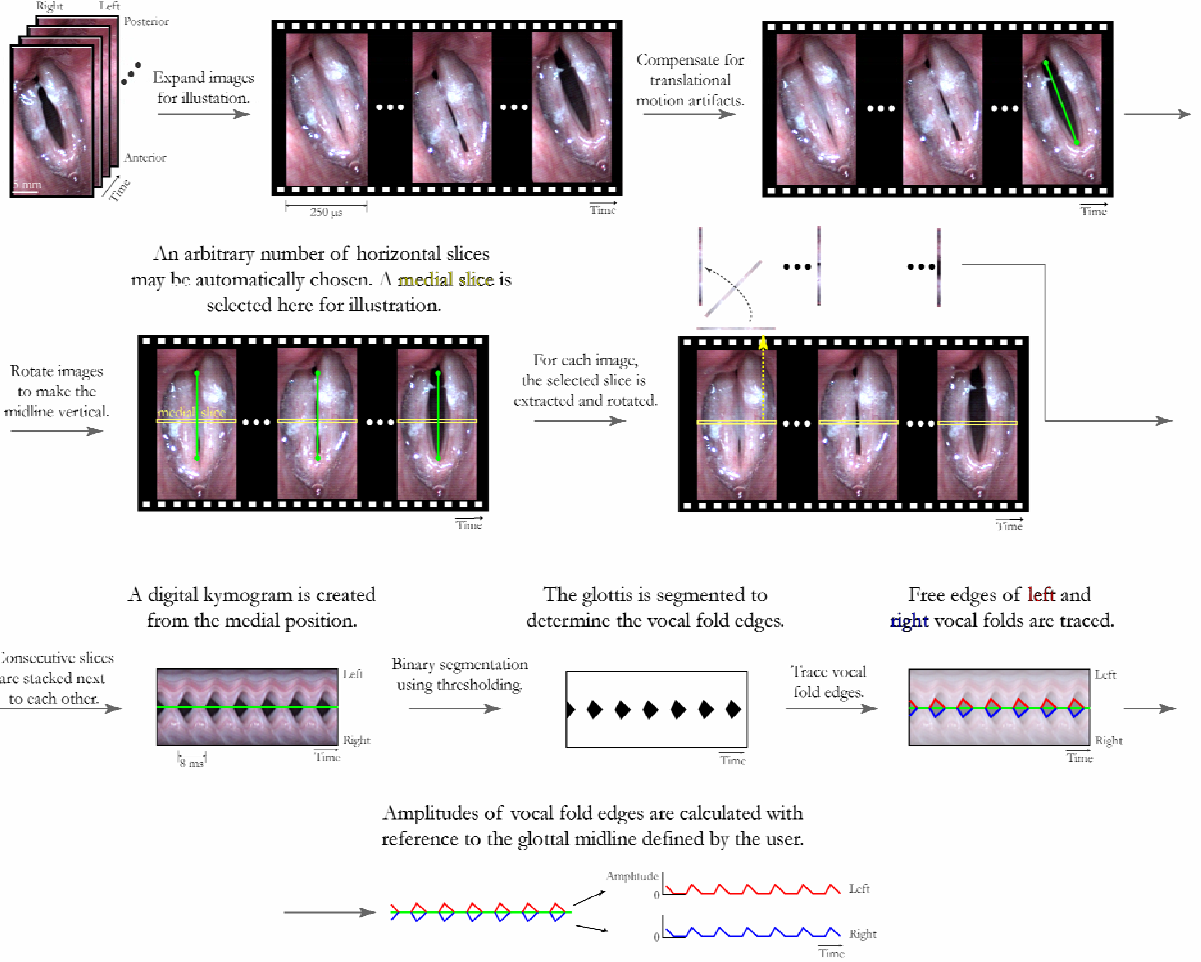 Right
Left
Posterior
Anterior
5 mm
Time
Expand images
for illustation.
250 µs
Time
Compensate for
translational
motion artifacts.
Time
An arbitrary number of horizontal slices
may be automatically chosen. A medial slice is
selected here for illustration.
Rotate images
to make the
midline vertical.
medial slice
Time
For each image,
the selected slice is
extracted and rotated.
Time
A digital kymogram is created
from the medial position.
The glottis is segmented to
determine the vocal fold edges.
Free edges of left and
right vocal folds are traced.
Consecutive slices
are stacked next
to each other.
Left
Right
8 ms
Time
Binary segmentation
using thresholding.
Time
Trace vocal
fold edges.
Left
Right
Time
Amplitudes of vocal fold edges are calculated with
reference to the glottal midline defined by the user.
Amplitude
0
Left
0
Right
Time